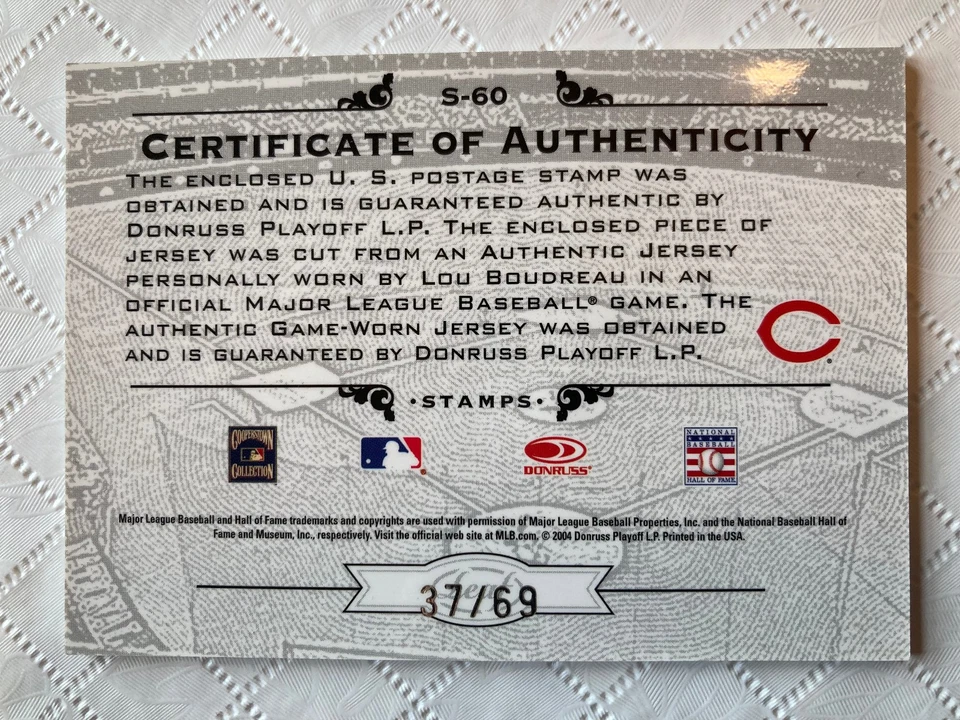 S-60
CERTIFICATE OF AUTHENTICITY
THE ENCLOSED U. S. POSTAGE STAMP WAS
OBTAINED AND IS GUARANTEED AUTHENTIC BY
DONRUSS PLAYOFF L.P. THE ENCLOSED PIECE OF
JERSEY WAS CUT FROM AN AUTHENTIC JERSEY
PERSONALLY WORN BY LOU BOUDREAU IN AN
OFFICIAL MAJOR LEAGUE BASEBALL® GAME. THE
AUTHENTIC GAME-WORN JERSEY WAS OBTAINED
AND IS GUARANTEED BY DONRUSS PLAYOFF L.P.
C
·STAMPS·
COOPERSTOWN
COLLECTION
DONRUSS®
NATIONAL
BASEBALL
HALL OF FAME
Major League Baseball and Hall of Fame trademarks and copyrights are used with permission of Major League Baseball Properties, Inc. and the National Baseball Hall of
Fame and Museum, Inc., respectively. Visit the official web site at MLB.com. © 2004 Donruss Playoff L.P. Printed in the USA.
37/69